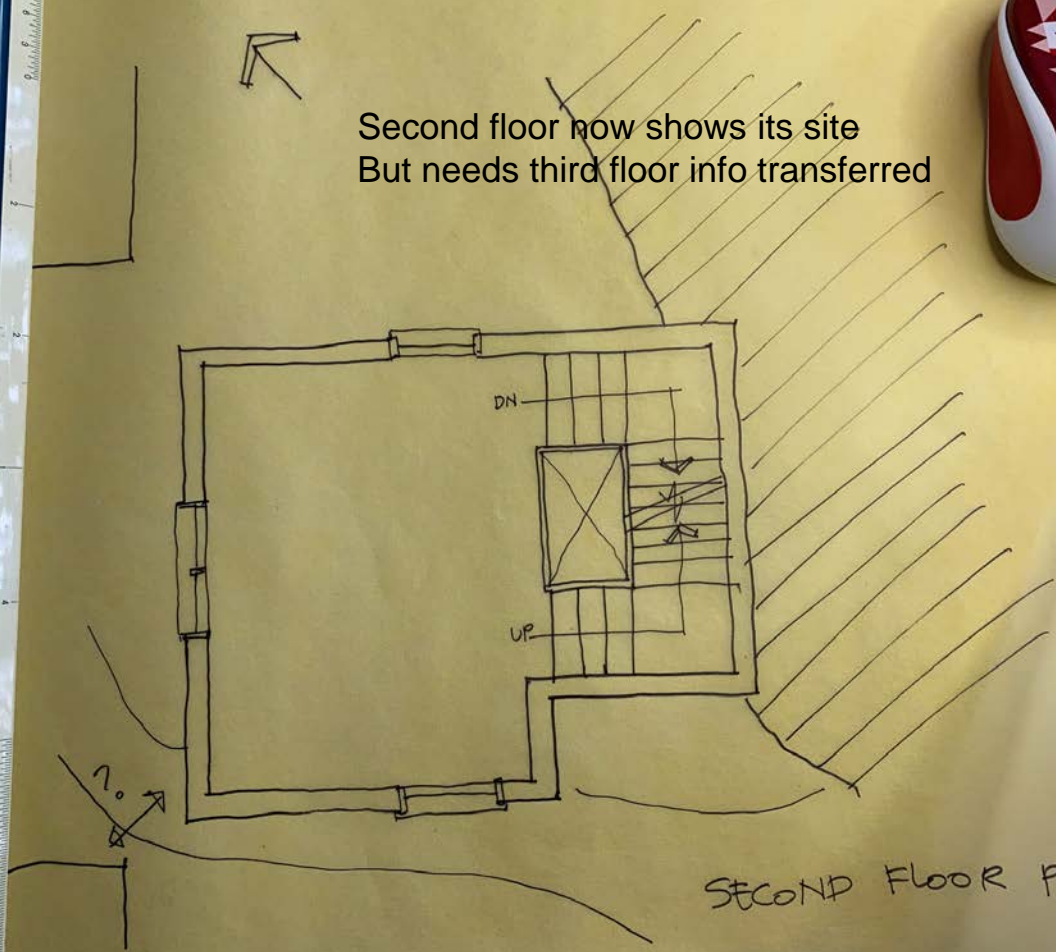 Second floor now shows its site
But needs third floor info transferred
DN
UP
?
SECOND FLOOR P